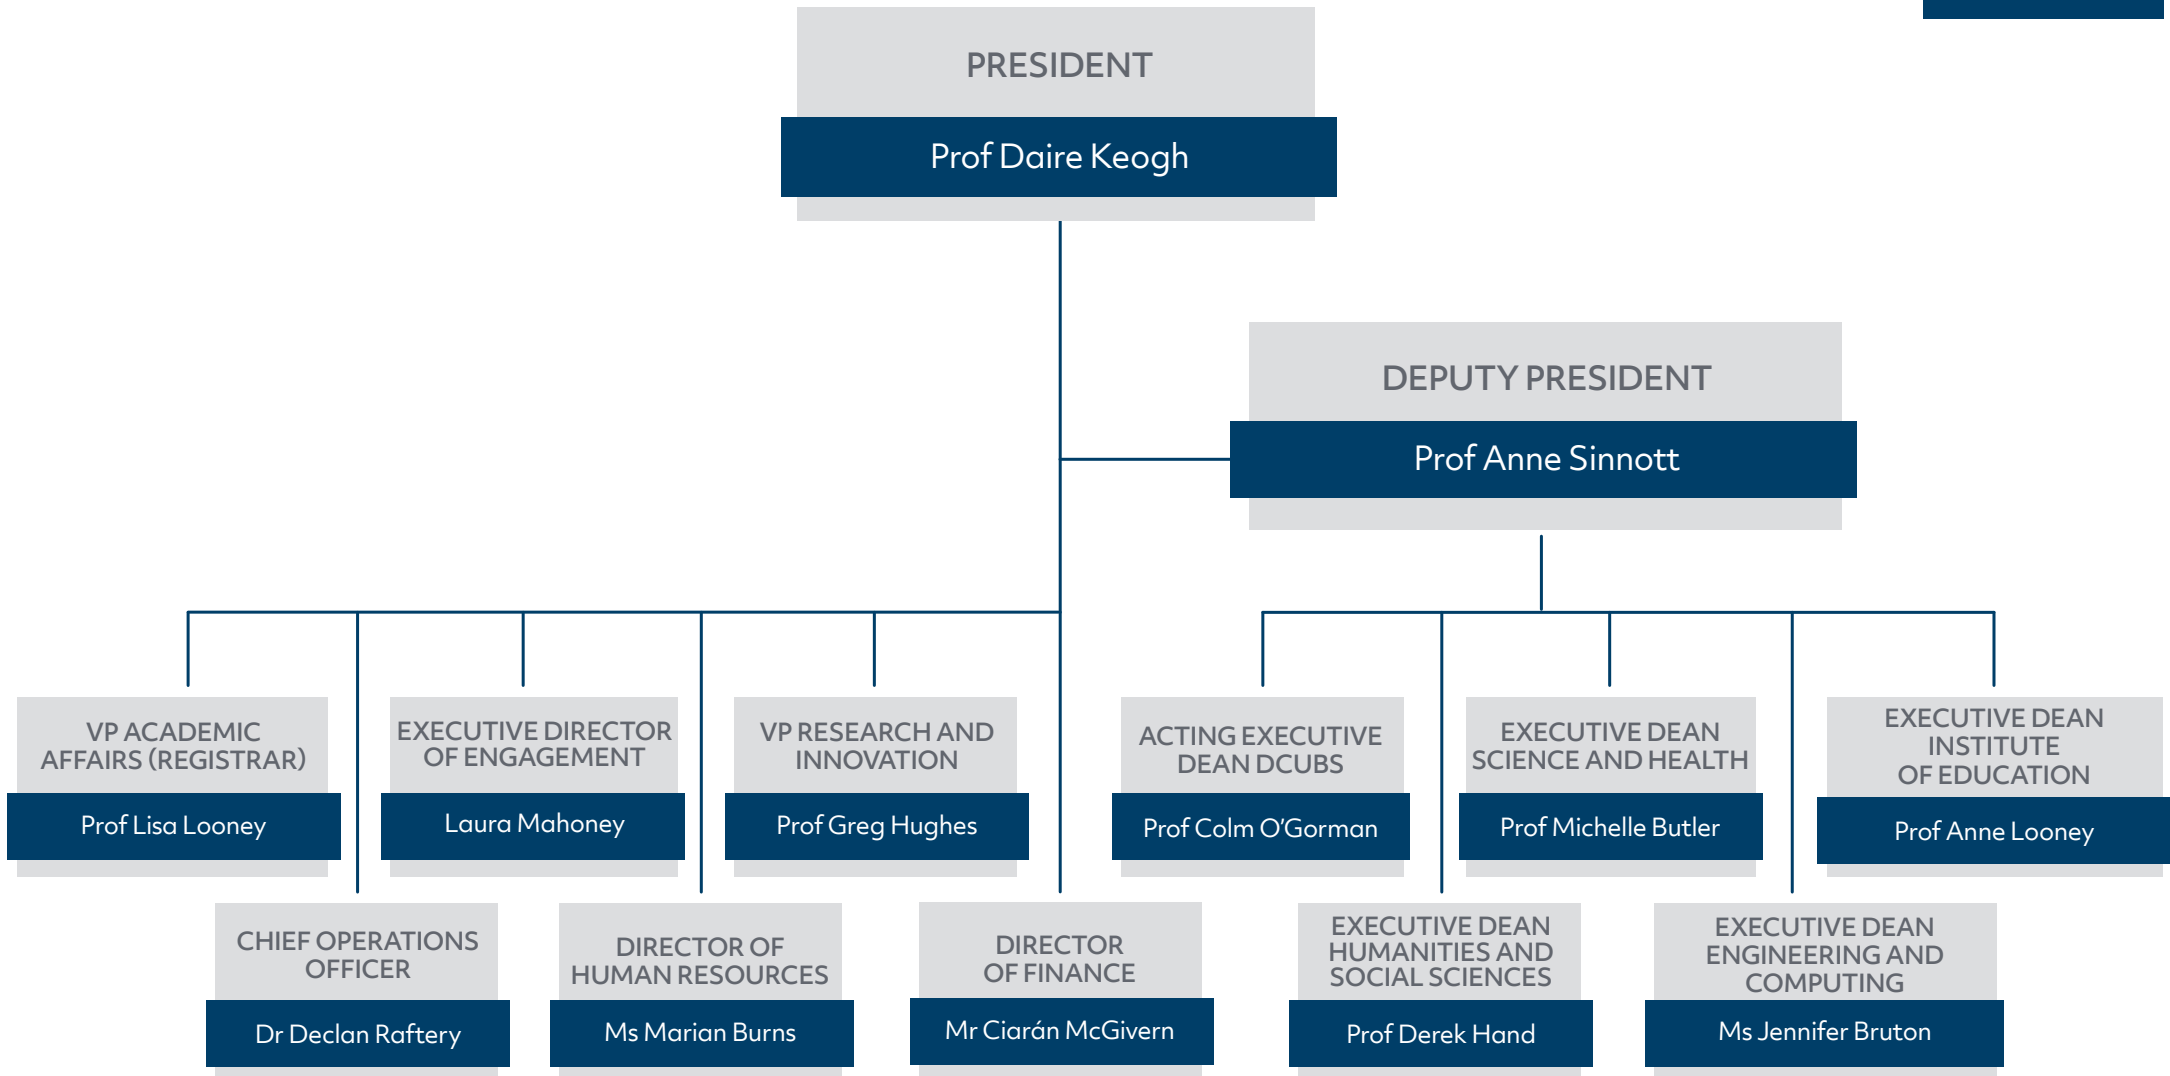 PRESIDENT
Prof Daire Keogh
DEPUTY PRESIDENT
Prof Anne Sinnott
VP ACADEMIC
AFFAIRS (REGISTRAR)
Prof Lisa Looney
EXECUTIVE DIRECTOR
OF ENGAGEMENT
Laura Mahoney
VP RESEARCH AND
INNOVATION
Prof Greg Hughes
ACTING EXECUTIVE
DEAN DCUBS
Prof Colm O’Gorman
EXECUTIVE DEAN
SCIENCE AND HEALTH
Prof Michelle Butler
EXECUTIVE DEAN
INSTITUTE
OF EDUCATION
Prof Anne Looney
CHIEF OPERATIONS
OFFICER
Dr Declan Raftery
DIRECTOR OF
HUMAN RESOURCES
Ms Marian Burns
DIRECTOR
OF FINANCE
Mr Ciarán McGivern
EXECUTIVE DEAN
HUMANITIES AND
SOCIAL SCIENCES
Prof Derek Hand
EXECUTIVE DEAN
ENGINEERING AND
COMPUTING
Ms Jennifer Bruton